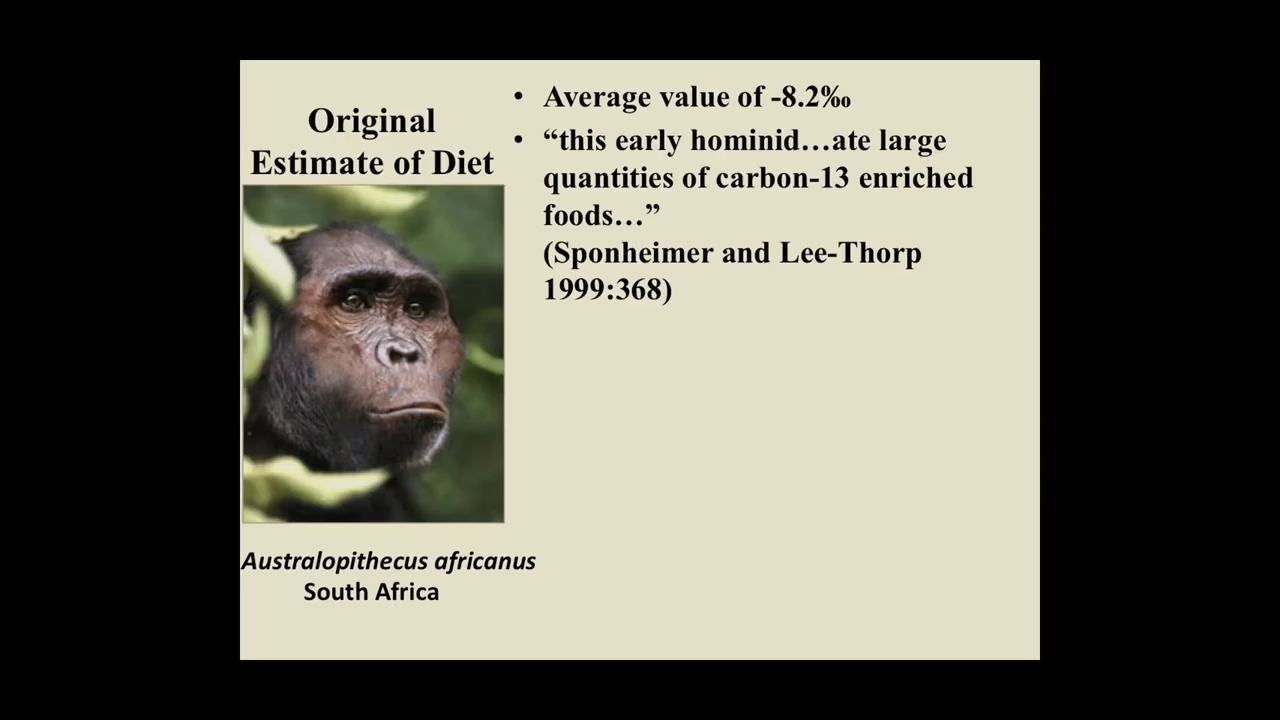 Original
Estimate of Diet
• Average value of -8.2‰
• “this early hominid…ate large
quantities of carbon-13 enriched
foods…”
(Sponheimer and Lee-Thorp
1999:368)
Australopithecus africanus
South Africa